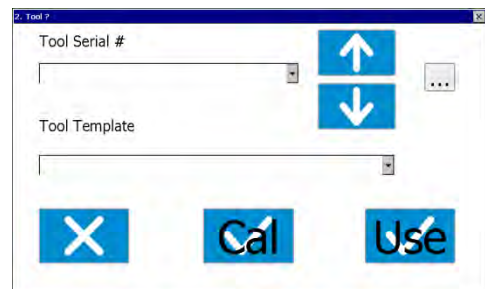 2. Tool ?
Tool Serial #
...
Tool Template
Cal
Use